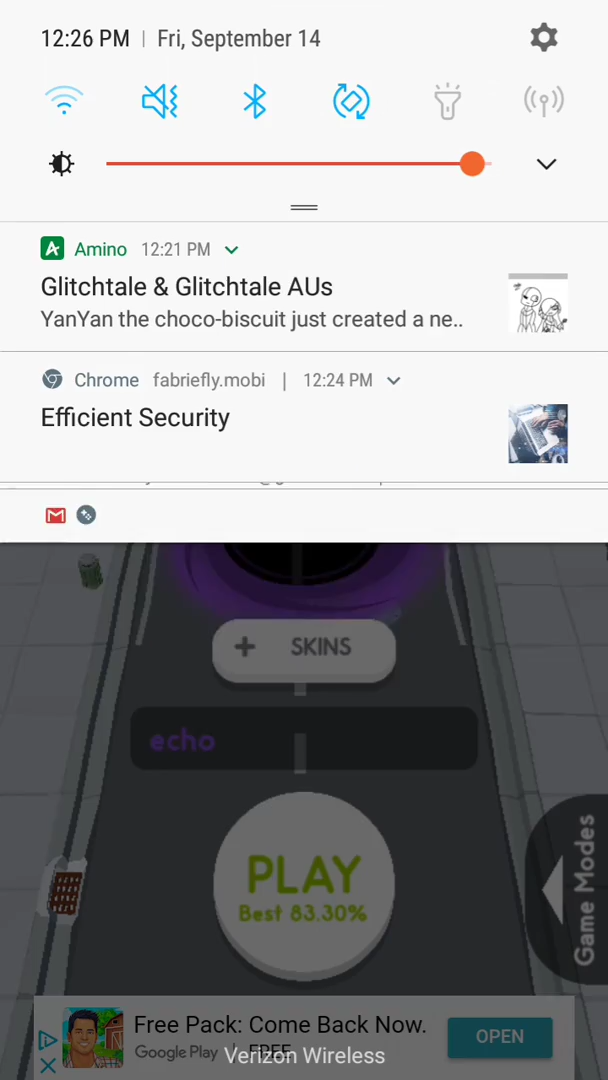 12:26 PM | Fri, September 14
Amino 12:21 PM
Glitchtale & Glitchtale AUs
YanYan the choco-biscuit just created a ne..
Chrome fabriefly.mobi | 12:24 PM
Efficient Security
+ SKINS
echo
PLAY
Best 83.30%
Game Modes
Free Pack: Come Back Now.
Google Play | FREE
OPEN
Verizon Wireless